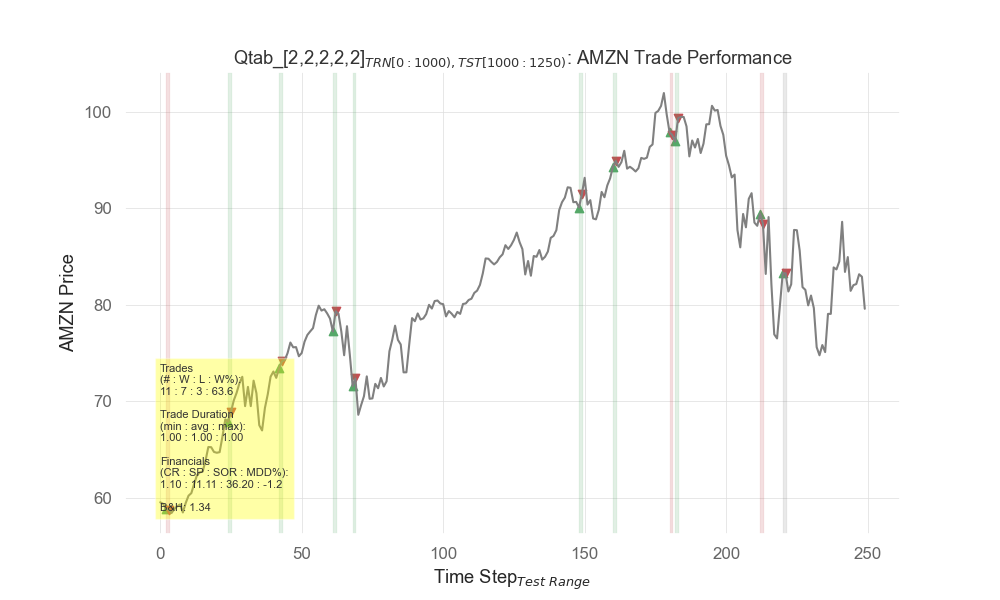 Qtab_[2,2,2,2,2]TRN[0 : 1000), TST[1000 : 1250): AMZN Trade Performance
100
90
80
70
60
AMZN Price
Trades
(# : W : L : W%):
11 : 7 : 3 : 63.6
Trade Duration
(min : avg : max):
1.00 : 1.00 : 1.00
Financials
(CR : SP : SOR : MDD%):
1.10 : 11.11 : 36.20 : -1.2
B&H: 1.34
0 50 100 150 200 250
Time StepTest Range